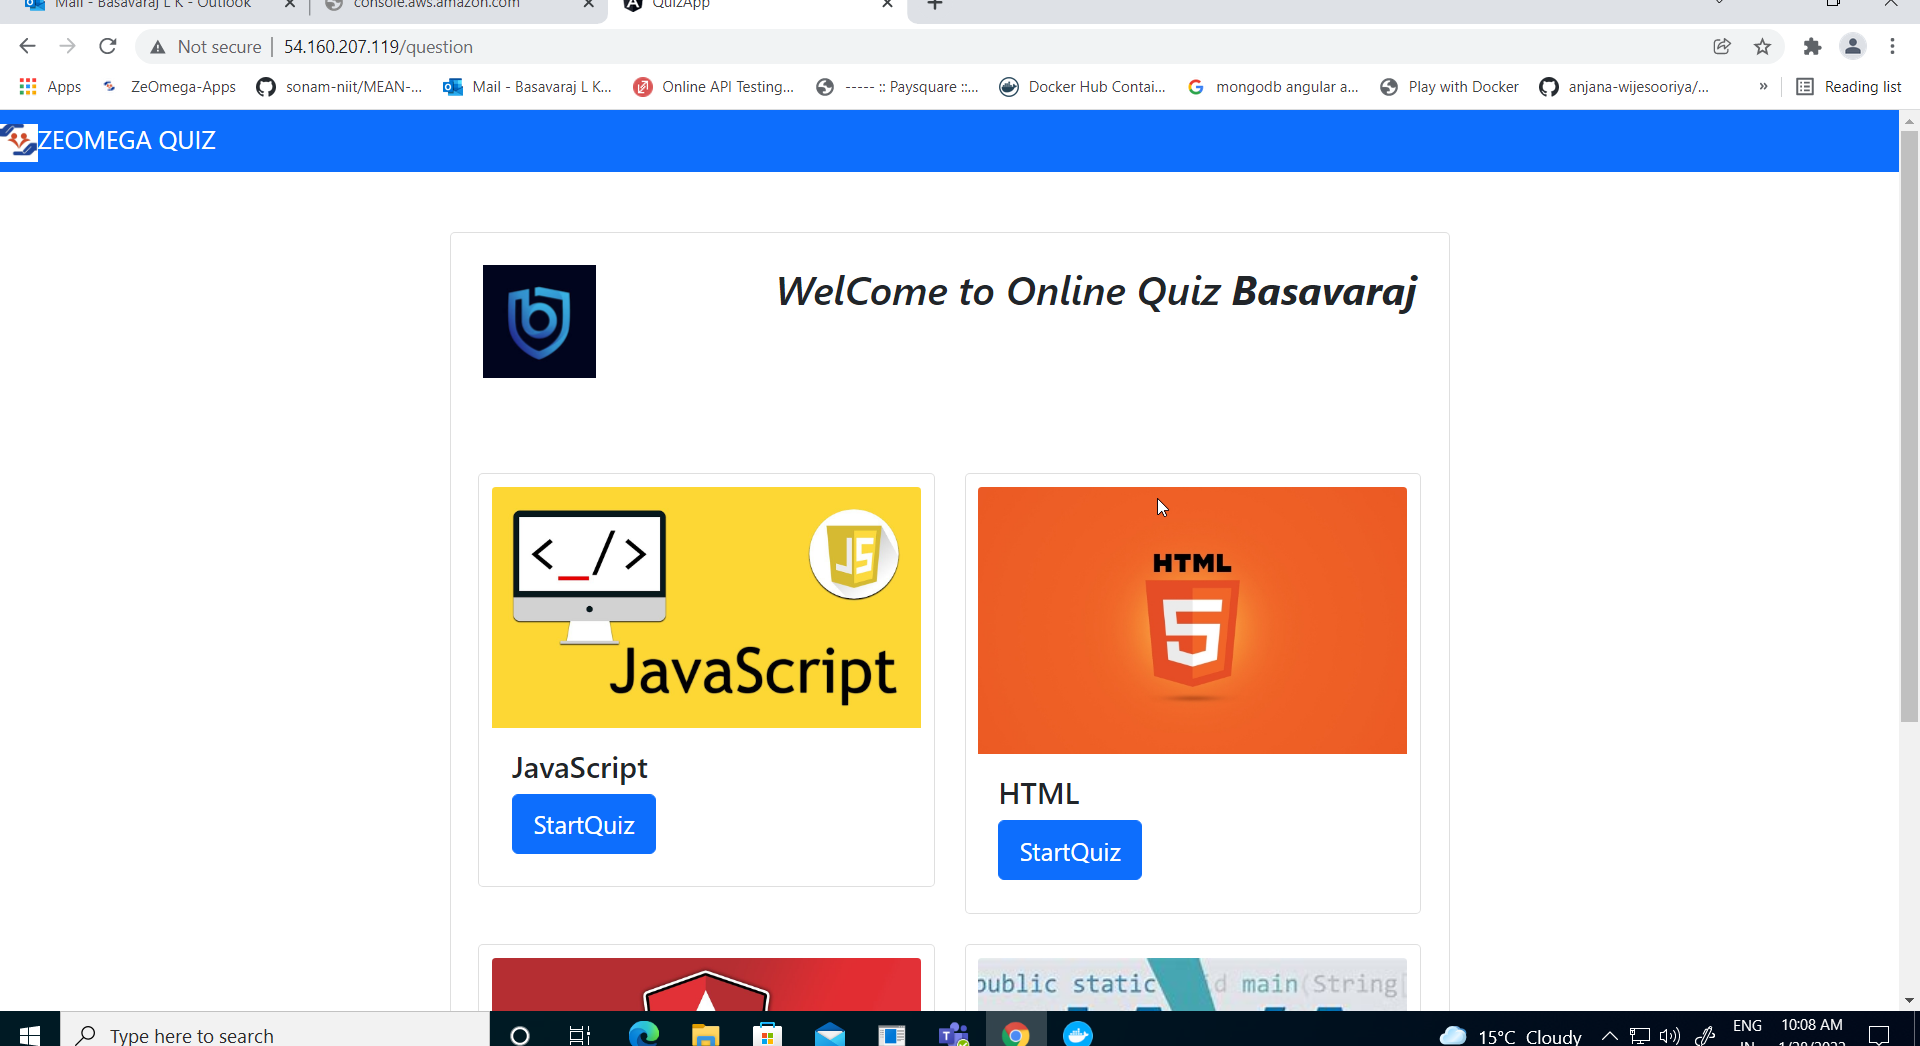 Mail - Basavaraj L K - Outlook
console.aws.amazon.com
QuizApp
Not secure
54.160.207.119/question
Apps
ZeOmega-Apps
sonam-niit/MEAN-...
Mail - Basavaraj L K...
Online API Testing...
----- :: Paysquare ::...
Docker Hub Contai...
mongodb angular a...
Play with Docker
anjana-wijesooriya/...
»
Reading list
ZEOMEGA QUIZ
WelCome to Online Quiz Basavaraj
<_/>
JS
JavaScript
HTML
5
JavaScript
StartQuiz
HTML
StartQuiz
public static
d main(String[
Type here to search
15°C Cloudy
ENG
10:08 AM
IN